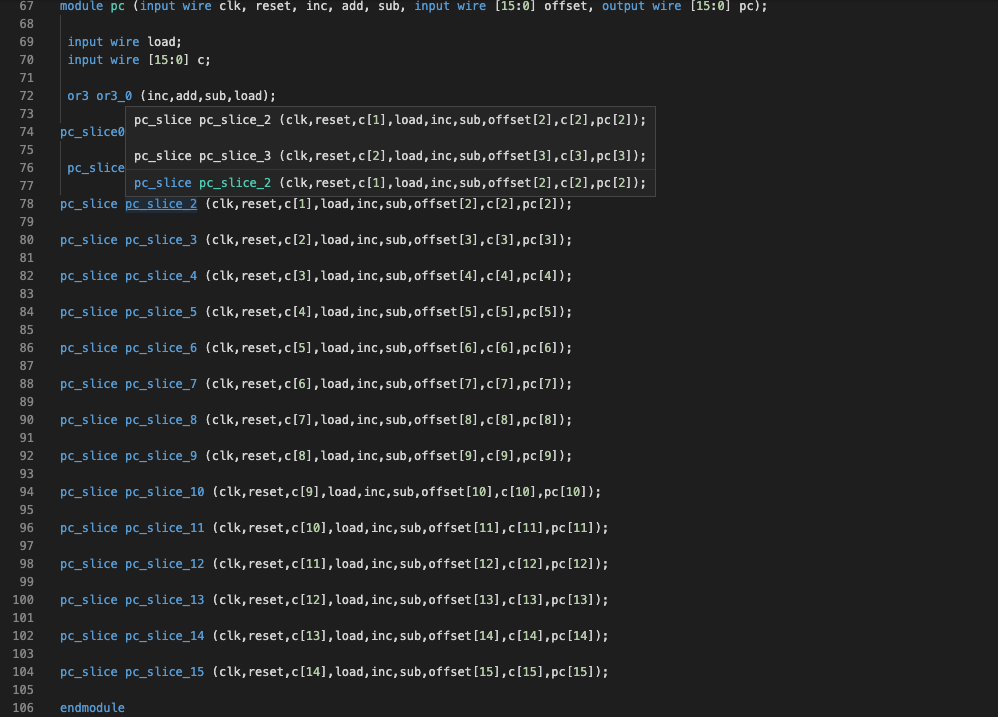 67 module pc (input wire clk, reset, inc, add, sub, input wire [15:0] offset, output wire [15:0] pc);
68
69 input wire load;
70 input wire [15:0] c;
71
72 or3 or3_0 (inc,add,sub,load);
73
pc_slice pc_slice_2 (clk,reset,c[1],load,inc,sub,offset[2],c[2],pc[2]);
74 pc_slice0
75
pc_slice pc_slice_3 (clk,reset,c[2],load,inc,sub,offset[3],c[3],pc[3]);
76 pc_slice
77
pc_slice pc_slice_2 (clk,reset,c[1],load,inc,sub,offset[2],c[2],pc[2]);
78 pc_slice pc_slice_2 (clk,reset,c[1],load,inc,sub,offset[2],c[2],pc[2]);
79
80 pc_slice pc_slice_3 (clk,reset,c[2],load,inc,sub,offset[3],c[3],pc[3]);
81
82 pc_slice pc_slice_4 (clk,reset,c[3],load,inc,sub,offset[4],c[4],pc[4]);
83
84 pc_slice pc_slice_5 (clk,reset,c[4],load,inc,sub,offset[5],c[5],pc[5]);
85
86 pc_slice pc_slice_6 (clk,reset,c[5],load,inc,sub,offset[6],c[6],pc[6]);
87
88 pc_slice pc_slice_7 (clk,reset,c[6],load,inc,sub,offset[7],c[7],pc[7]);
89
90 pc_slice pc_slice_8 (clk,reset,c[7],load,inc,sub,offset[8],c[8],pc[8]);
91
92 pc_slice pc_slice_9 (clk,reset,c[8],load,inc,sub,offset[9],c[9],pc[9]);
93
94 pc_slice pc_slice_10 (clk,reset,c[9],load,inc,sub,offset[10],c[10],pc[10]);
95
96 pc_slice pc_slice_11 (clk,reset,c[10],load,inc,sub,offset[11],c[11],pc[11]);
97
98 pc_slice pc_slice_12 (clk,reset,c[11],load,inc,sub,offset[12],c[12],pc[12]);
99
100 pc_slice pc_slice_13 (clk,reset,c[12],load,inc,sub,offset[13],c[13],pc[13]);
101
102 pc_slice pc_slice_14 (clk,reset,c[13],load,inc,sub,offset[14],c[14],pc[14]);
103
104 pc_slice pc_slice_15 (clk,reset,c[14],load,inc,sub,offset[15],c[15],pc[15]);
105
106 endmodule